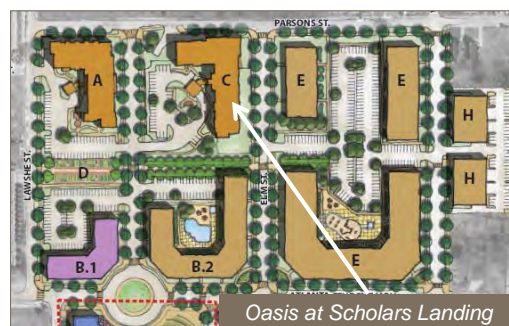 PARSONS ST.
A
C
E
E
H
LAWSHE ST.
D
ELM ST.
H
B.1
B.2
E
Oasis at Scholars Landing